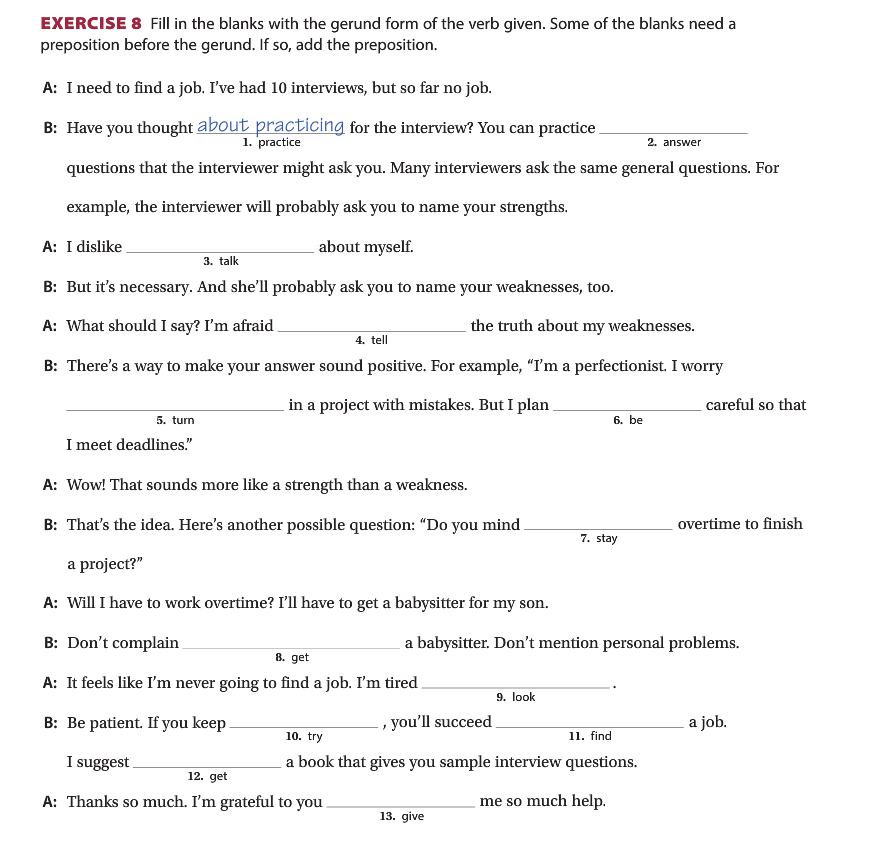 EXERCISE 8 Fill in the blanks with the gerund form of the verb given. Some of the blanks need a
preposition before the gerund. If so, add the preposition.
A: I need to find a job. I've had 10 interviews, but so far no job.
B: Have you thought about practicing for the interview? You can practice ____________
1. practice 2. answer
questions that the interviewer might ask you. Many interviewers ask the same general questions. For
example, the interviewer will probably ask you to name your strengths.
A: I dislike ____________ about myself.
3. talk
B: But it's necessary. And she'll probably ask you to name your weaknesses, too.
A: What should I say? I'm afraid ____________ the truth about my weaknesses.
4. tell
B: There's a way to make your answer sound positive. For example, "I'm a perfectionist. I worry
____________ in a project with mistakes. But I plan ____________ careful so that
5. turn 6. be
I meet deadlines."
A: Wow! That sounds more like a strength than a weakness.
B: That's the idea. Here's another possible question: "Do you mind ____________ overtime to finish
7. stay
a project?"
A: Will I have to work overtime? I'll have to get a babysitter for my son.
B: Don't complain ____________ a babysitter. Don't mention personal problems.
8. get
A: It feels like I'm never going to find a job. I'm tired ____________ .
9. look
B: Be patient. If you keep ____________ , you'll succeed ____________ a job.
10. try 11. find
I suggest ____________ a book that gives you sample interview questions.
12. get
A: Thanks so much. I'm grateful to you ____________ me so much help.
13. give